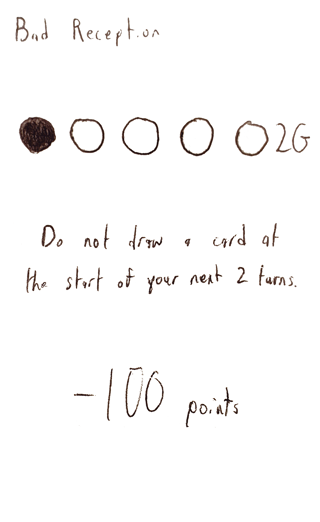 Bad Reception
2G
Do not draw a card at
the start of your next 2 turns.
-100 points